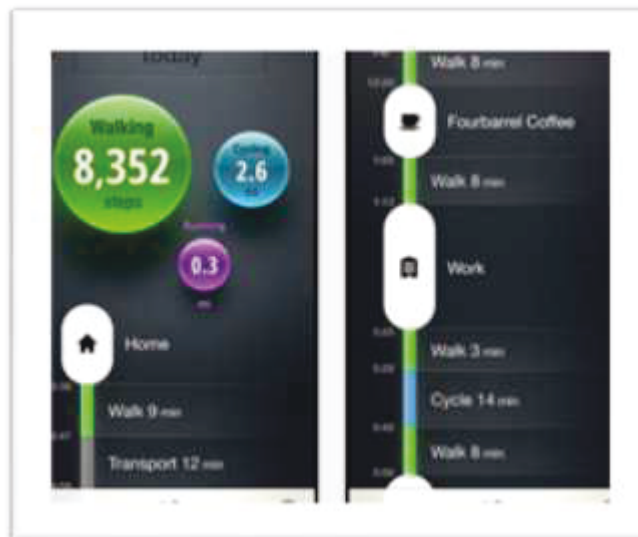 Today
Walking
8,352
steps
2.6
Running
0.3
Home
Walk 9 min
Transport 12 min
Walk 8 min
Fourbarrel Coffee
Walk 8 min
Work
Walk 3 min
Cycle 14 min
Walk 8 min